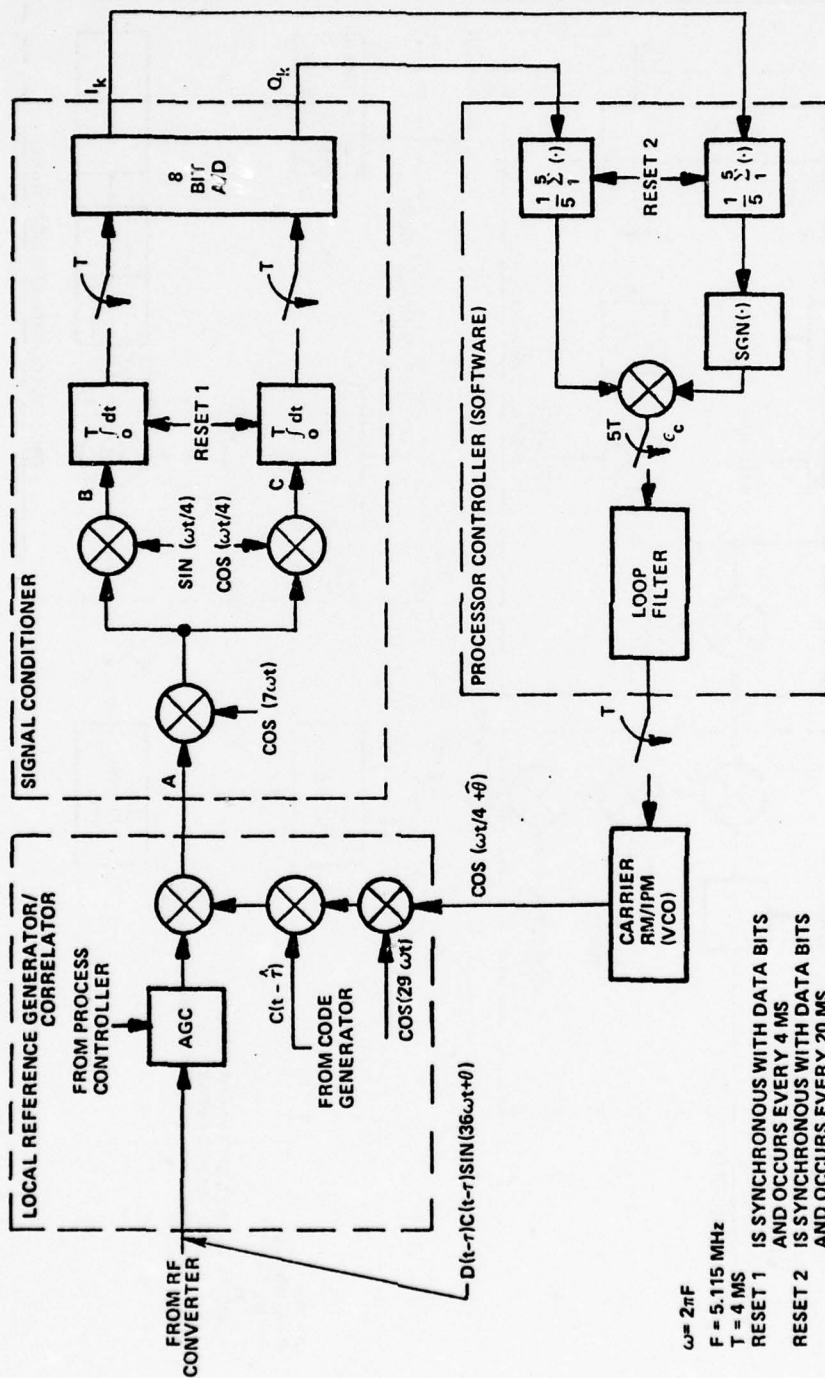 LOCAL REFERENCE GENERATOR/
CORRELATOR
FROM PROCESS
CONTROLLER
AGC
FROM RF
CONVERTER
D(t-τ)C(t-τ)SIN(36ωt+θ)
C(t - τ̂)
FROM CODE
GENERATOR
COS(29 ωt)
COS (ωt/4 +θ̂)
SIGNAL CONDITIONER
A
COS (7ωt)
B
SIN (ωt/4)
COS (ωt/4)
C
∫₀ᵀ dt
RESET 1
∫₀ᵀ dt
T
T
8
BIT
A/D
I_k
Q_k
PROCESSOR CONTROLLER (SOFTWARE)
1/5 Σ₁⁵ (·)
RESET 2
1/5 Σ₁⁵ (·)
SGN(·)
5T
ϵ_c
LOOP
FILTER
T
CARRIER
RM/IPM
(VCO)
ω= 2πF
F = 5.115 MHz
T = 4 MS
RESET 1 IS SYNCHRONOUS WITH DATA BITS
AND OCCURS EVERY 4 MS
RESET 2 IS SYNCHRONOUS WITH DATA BITS
AND OCCURS EVERY 20 MS